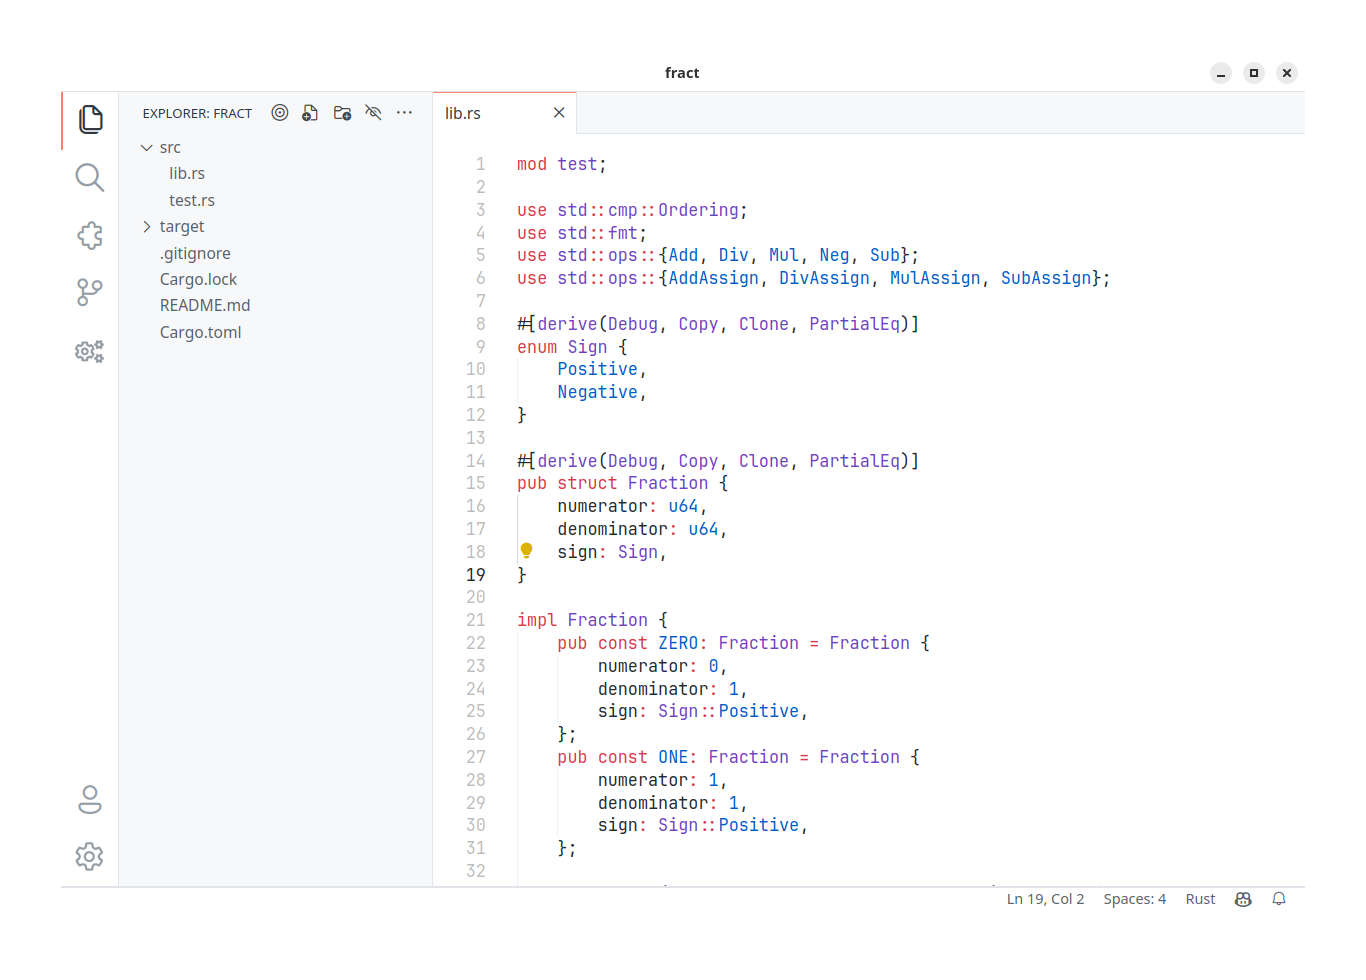 fract
EXPLORER: FRACT
src
lib.rs
test.rs
target
.gitignore
Cargo.lock
README.md
Cargo.toml
lib.rs
1 mod test;
2
3 use std::cmp::Ordering;
4 use std::fmt;
5 use std::ops::{Add, Div, Mul, Neg, Sub};
6 use std::ops::{AddAssign, DivAssign, MulAssign, SubAssign};
7
8 #[derive(Debug, Copy, Clone, PartialEq)]
9 enum Sign {
10     Positive,
11     Negative,
12 }
13
14 #[derive(Debug, Copy, Clone, PartialEq)]
15 pub struct Fraction {
16     numerator: u64,
17     denominator: u64,
18     sign: Sign,
19 }
20
21 impl Fraction {
22     pub const ZERO: Fraction = Fraction {
23         numerator: 0,
24         denominator: 1,
25         sign: Sign::Positive,
26     };
27     pub const ONE: Fraction = Fraction {
28         numerator: 1,
29         denominator: 1,
30         sign: Sign::Positive,
31     };
32
Ln 19, Col 2 Spaces: 4 Rust